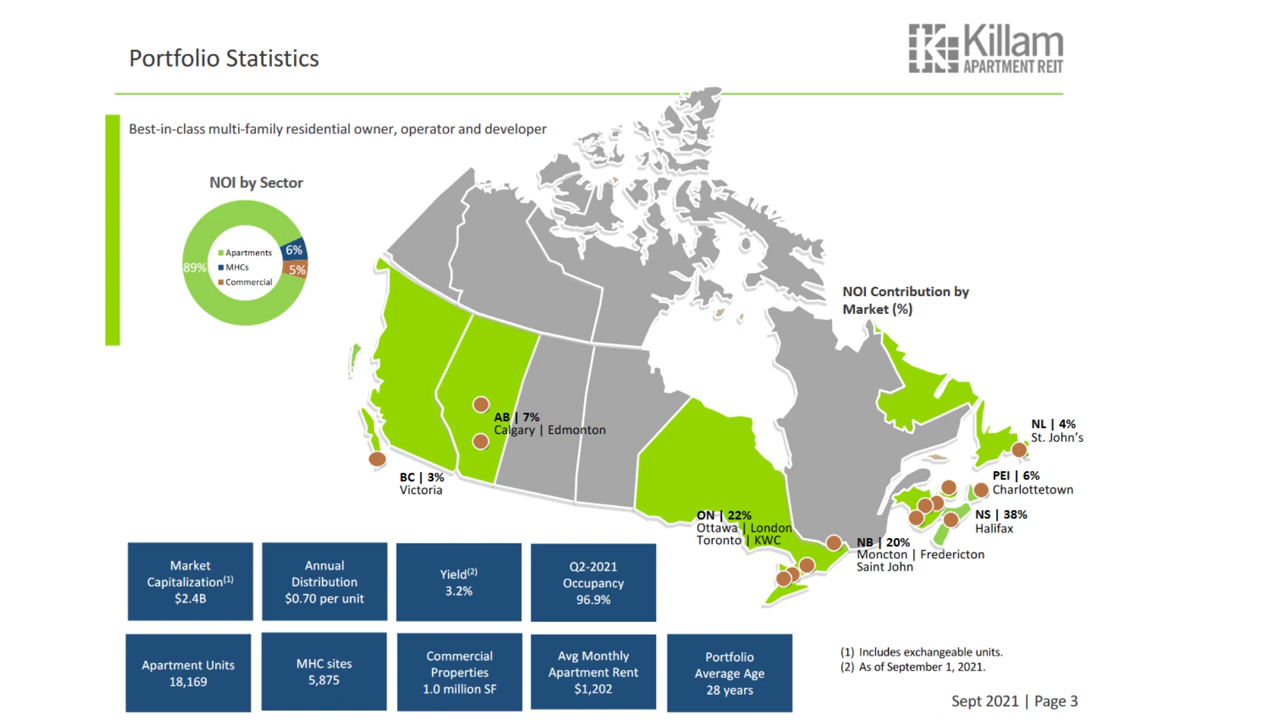 Portfolio Statistics
Killam
APARTMENT REIT
Best-in-class multi-family residential owner, operator and developer
NOI by Sector
89%
Apartments
MHCs
Commercial
6%
5%
NOI Contribution by
Market (%)
AB | 7%
Calgary | Edmonton
BC | 3%
Victoria
ON | 22%
Ottawa | London
Toronto | KWC
NL | 4%
St. John's
PEI | 6%
Charlottetown
NS | 38%
Halifax
NB | 20%
Moncton | Fredericton
Saint John
Market
Capitalization(1)
$2.4B
Annual
Distribution
$0.70 per unit
Yield(2)
3.2%
Q2-2021
Occupancy
96.9%
Apartment Units
18,169
MHC sites
5,875
Commercial
Properties
1.0 million SF
Avg Monthly
Apartment Rent
$1,202
Portfolio
Average Age
28 years
(1) Includes exchangeable units.
(2) As of September 1, 2021.
Sept 2021 | Page 3